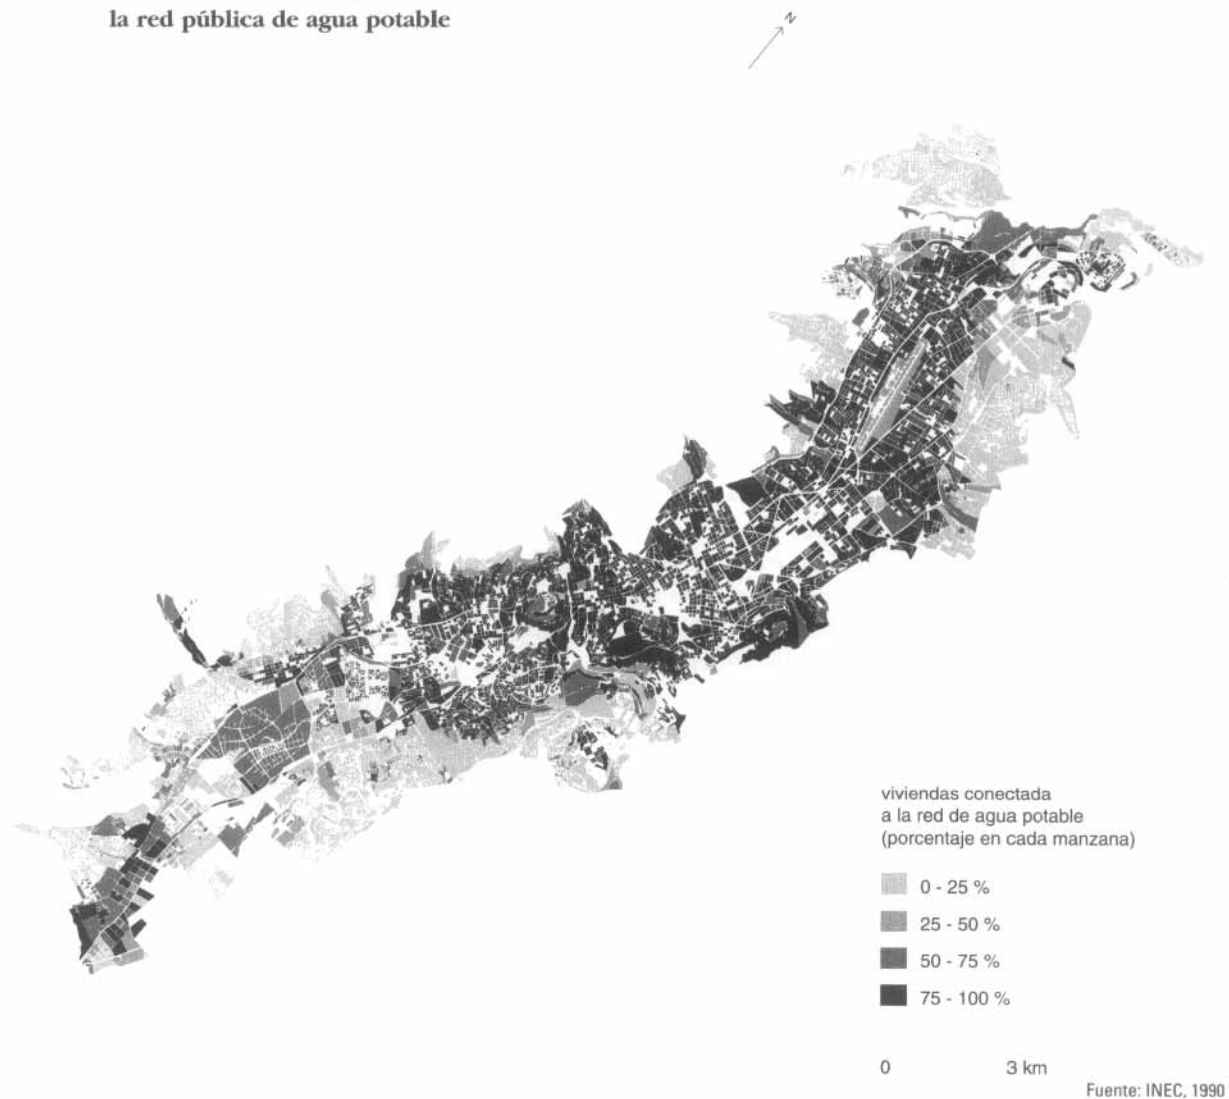 la red pública de agua potable
N
viviendas conectada
a la red de agua potable
(porcentaje en cada manzana)
0 - 25 %
25 - 50 %
50 - 75 %
75 - 100 %
0 3 km
Fuente: INEC, 1990